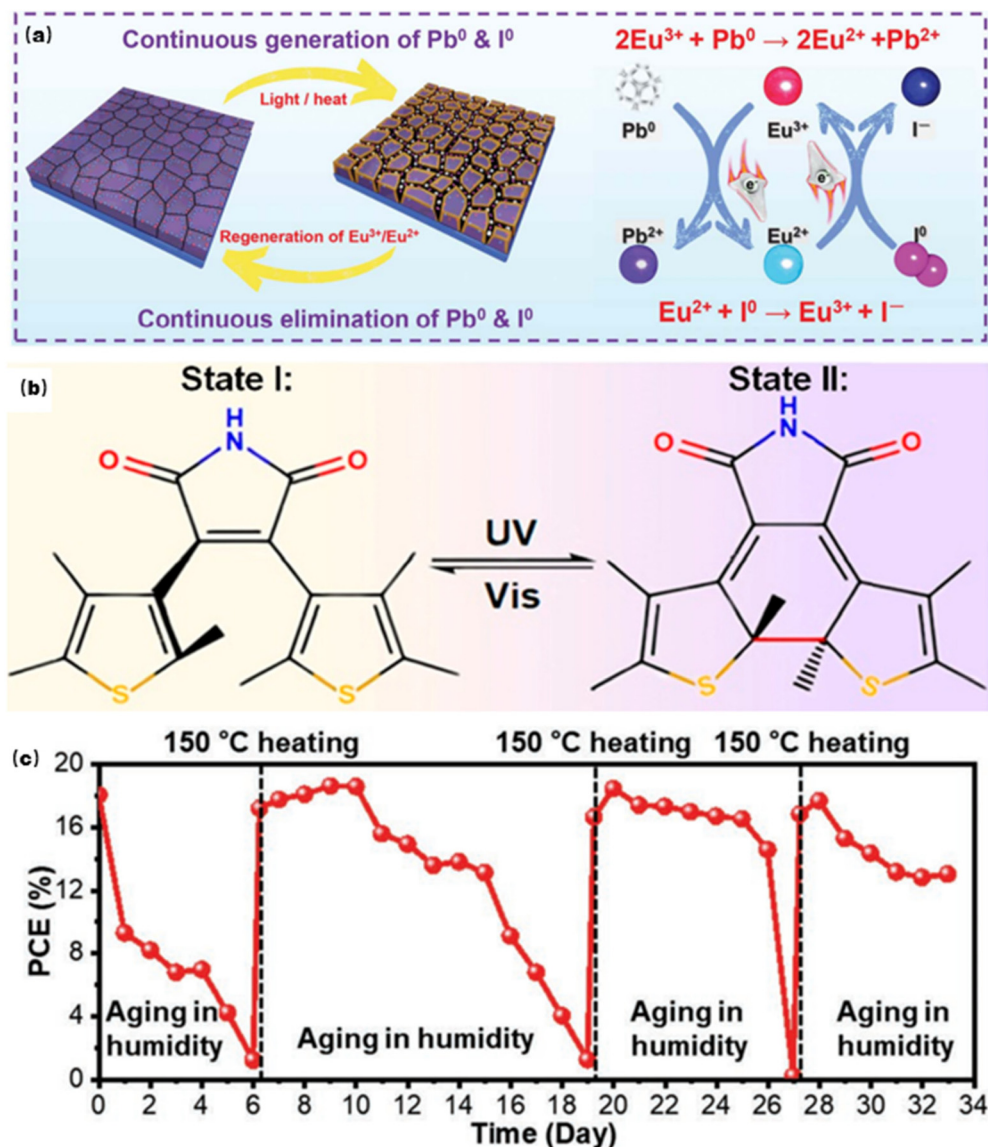 (a)
Continuous generation of Pb⁰ & I⁰
Light / heat
Regeneration of Eu³⁺/Eu²⁺
Continuous elimination of Pb⁰ & I⁰
2Eu³⁺ + Pb⁰ → 2Eu²⁺ +Pb²⁺
Pb⁰ Eu³⁺ I⁻
e⁻ e⁻
Pb²⁺ Eu²⁺ I⁰
Eu²⁺ + I⁰ → Eu³⁺ + I⁻
(b)
State I: State II:
H H
N N
O O O O
UV
Vis
S S S S
(c)
150 °C heating 150 °C heating 150 °C heating
20
16
12
8
4
0
PCE (%)
Aging in
humidity
Aging in humidity
Aging in
humidity
Aging in
humidity
0 2 4 6 8 10 12 14 16 18 20 22 24 26 28 30 32 34
Time (Day)